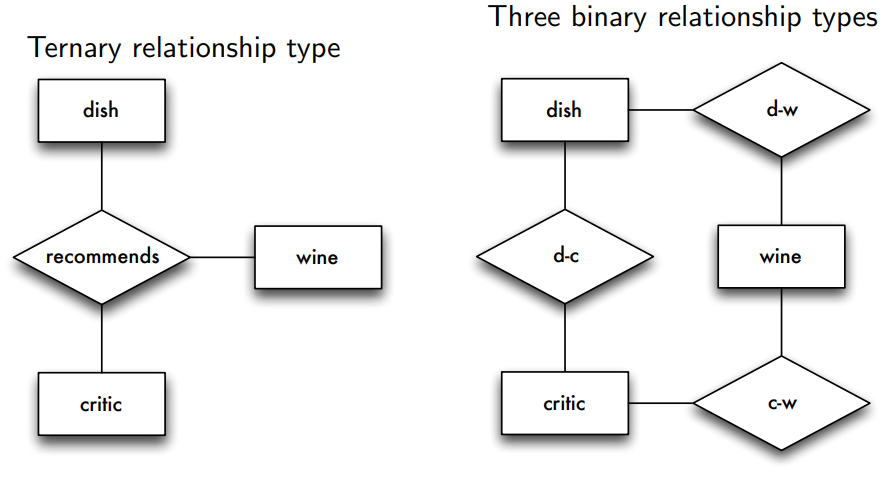 Ternary relationship type
dish
recommends
wine
critic
Three binary relationship types
dish
d-w
d-c
wine
critic
c-w